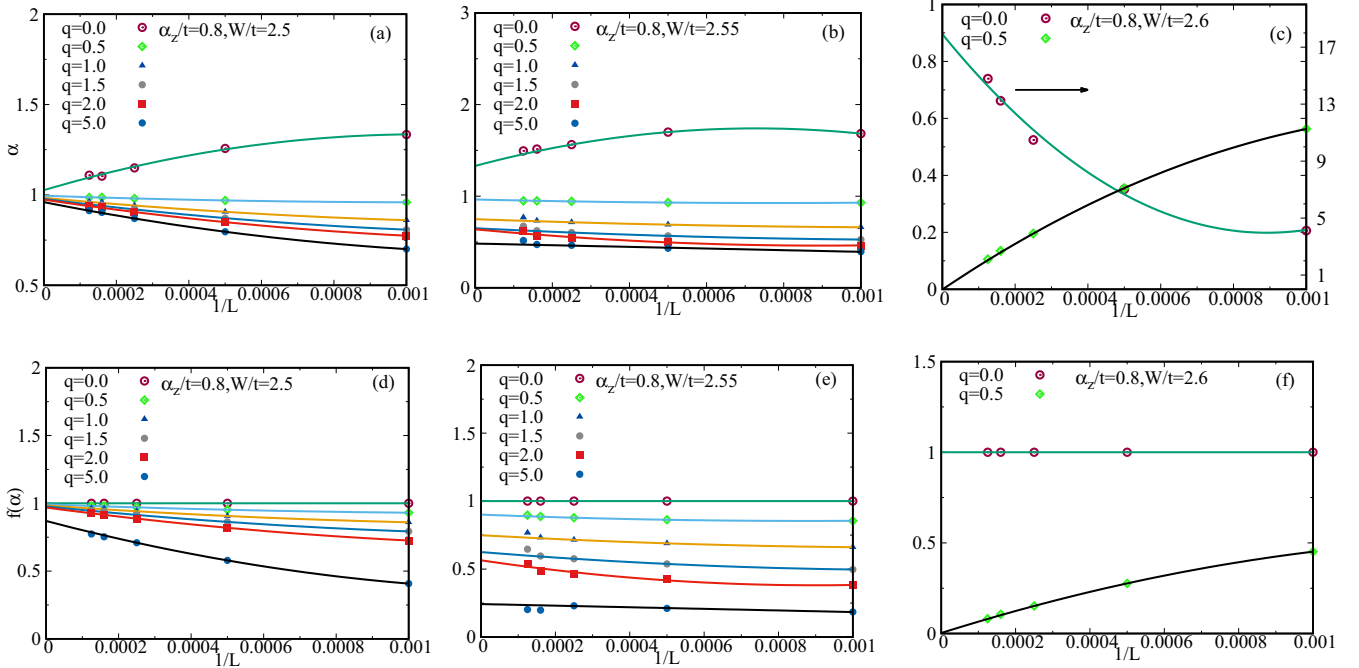 2
1.5
1
0.5
α
q=0.0
q=0.5
q=1.0
q=1.5
q=2.0
q=5.0
α_z/t=0.8,W/t=2.5
(a)
0 0.0002 0.0004 0.0006 0.0008 0.001
1/L
3
2
1
0
q=0.0
q=0.5
q=1.0
q=1.5
q=2.0
q=5.0
α_z/t=0.8,W/t=2.55
(b)
0 0.0002 0.0004 0.0006 0.0008 0.001
1/L
1
0.8
0.6
0.4
0.2
0
q=0.0
q=0.5
α_z/t=0.8,W/t=2.6
(c)
17
13
9
5
1
0 0.0002 0.0004 0.0006 0.0008 0.001
1/L
2
1.5
1
0.5
0
f(α)
q=0.0
q=0.5
q=1.0
q=1.5
q=2.0
q=5.0
α_z/t=0.8,W/t=2.5
(d)
0 0.0002 0.0004 0.0006 0.0008 0.001
1/L
2
1.5
1
0.5
0
q=0.0
q=0.5
q=1.0
q=1.5
q=2.0
q=5.0
α_z/t=0.8,W/t=2.55
(e)
0 0.0002 0.0004 0.0006 0.0008 0.001
1/L
1.5
1
0.5
0
q=0.0
q=0.5
α_z/t=0.8,W/t=2.6
(f)
0 0.0002 0.0004 0.0006 0.0008 0.001
1/L